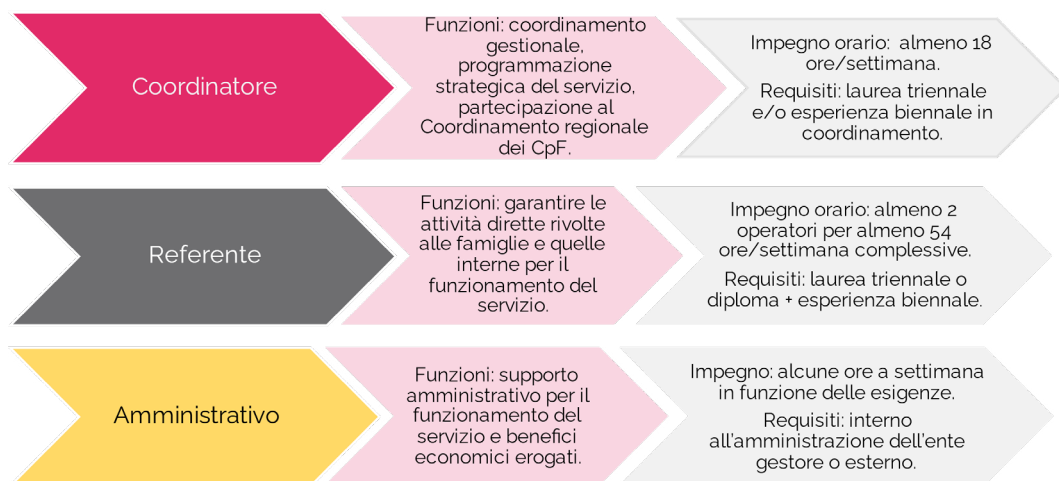 Coordinatore
Funzioni: coordinamento
gestionale,
programmazione
strategica del servizio,
partecipazione al
Coordinamento regionale
dei CpF.
Impegno orario:  almeno 18
ore/settimana.
Requisiti: laurea triennale
e/o esperienza biennale in
coordinamento.
Referente
Funzioni: garantire le
attività dirette rivolte
alle famiglie e quelle
interne per il
funzionamento del
servizio.
Impegno orario: almeno 2
operatori per almeno 54
ore/settimana complessive.
Requisiti: laurea triennale o
diploma + esperienza biennale.
Amministrativo
Funzioni: supporto
amministrativo per il
funzionamento del
servizio e benefici
economici erogati.
Impegno: alcune ore a settimana
in funzione delle esigenze.
Requisiti: interno
all'amministrazione dell'ente
gestore o esterno.